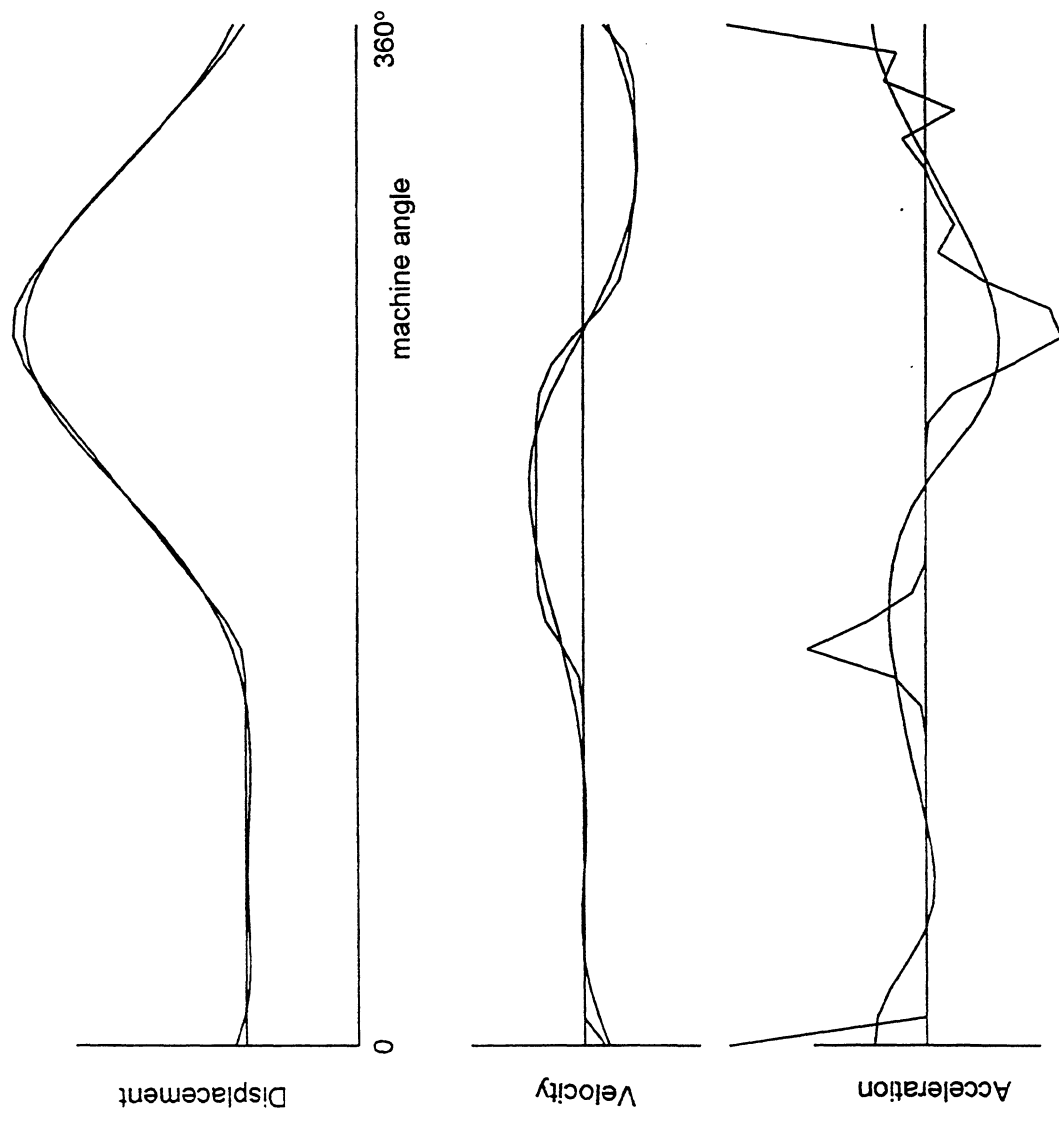 Displacement
0
360°
machine angle
Velocity
Acceleration